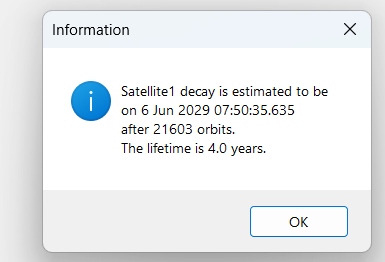 Information
Satellite1 decay is estimated to be
on 6 Jun 2029 07:50:35.635
after 21603 orbits.
The lifetime is 4.0 years.
OK